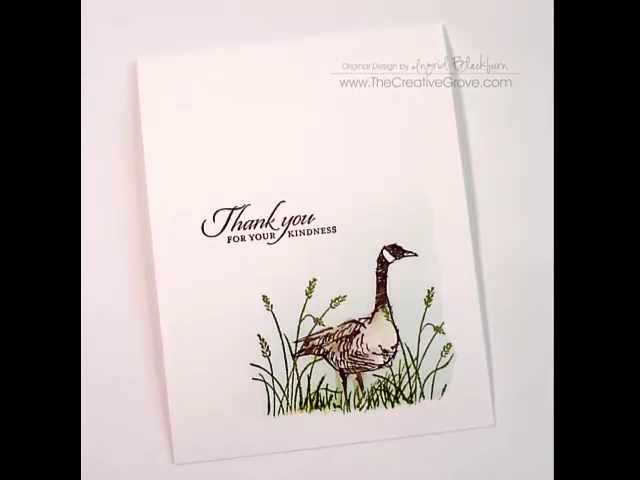 Original Design by Ingrid Blackburn
www.TheCreativeGrove.com
Thank you
FOR YOUR KINDNESS